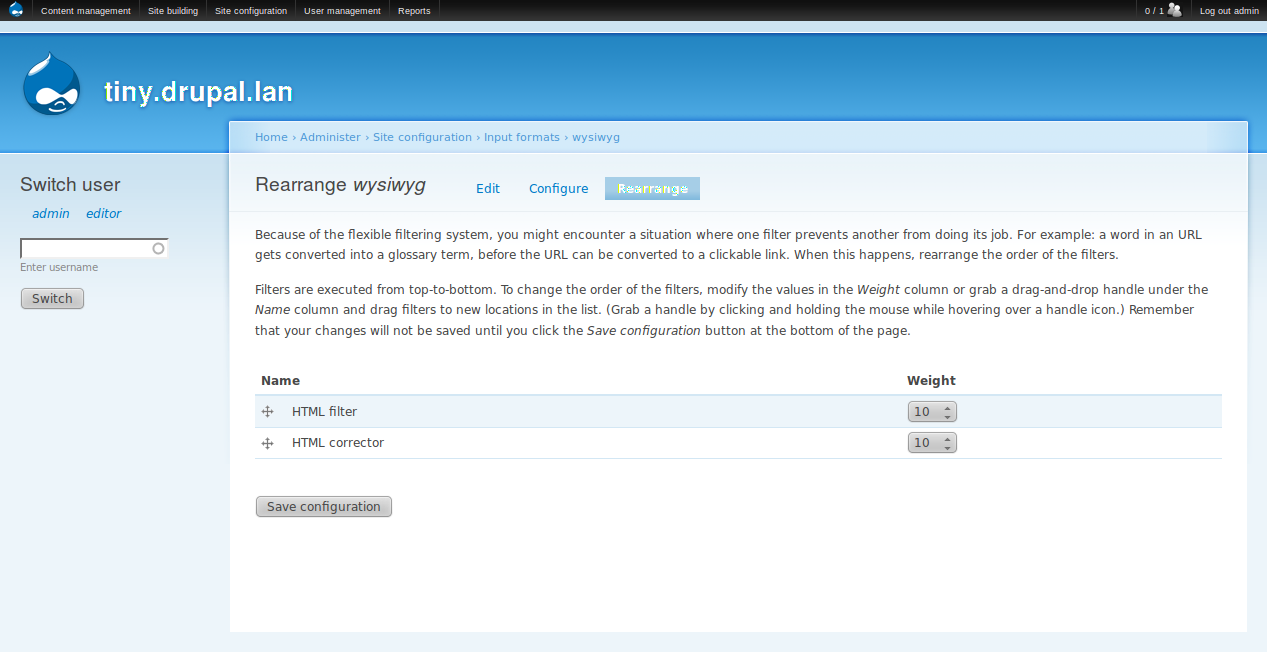 Content management Site building Site configuration User management Reports 0 / 1 Log out admin
tiny.drupal.lan
Home › Administer › Site configuration › Input formats › wysiwyg
Switch user
admin editor
Enter username
Switch
Rearrange wysiwyg Edit Configure Rearrange
Because of the flexible filtering system, you might encounter a situation where one filter prevents another from doing its job. For example: a word in an URL
gets converted into a glossary term, before the URL can be converted to a clickable link. When this happens, rearrange the order of the filters.
Filters are executed from top-to-bottom. To change the order of the filters, modify the values in the Weight column or grab a drag-and-drop handle under the
Name column and drag filters to new locations in the list. (Grab a handle by clicking and holding the mouse while hovering over a handle icon.) Remember
that your changes will not be saved until you click the Save configuration button at the bottom of the page.
Name Weight
HTML filter 10
HTML corrector 10
Save configuration